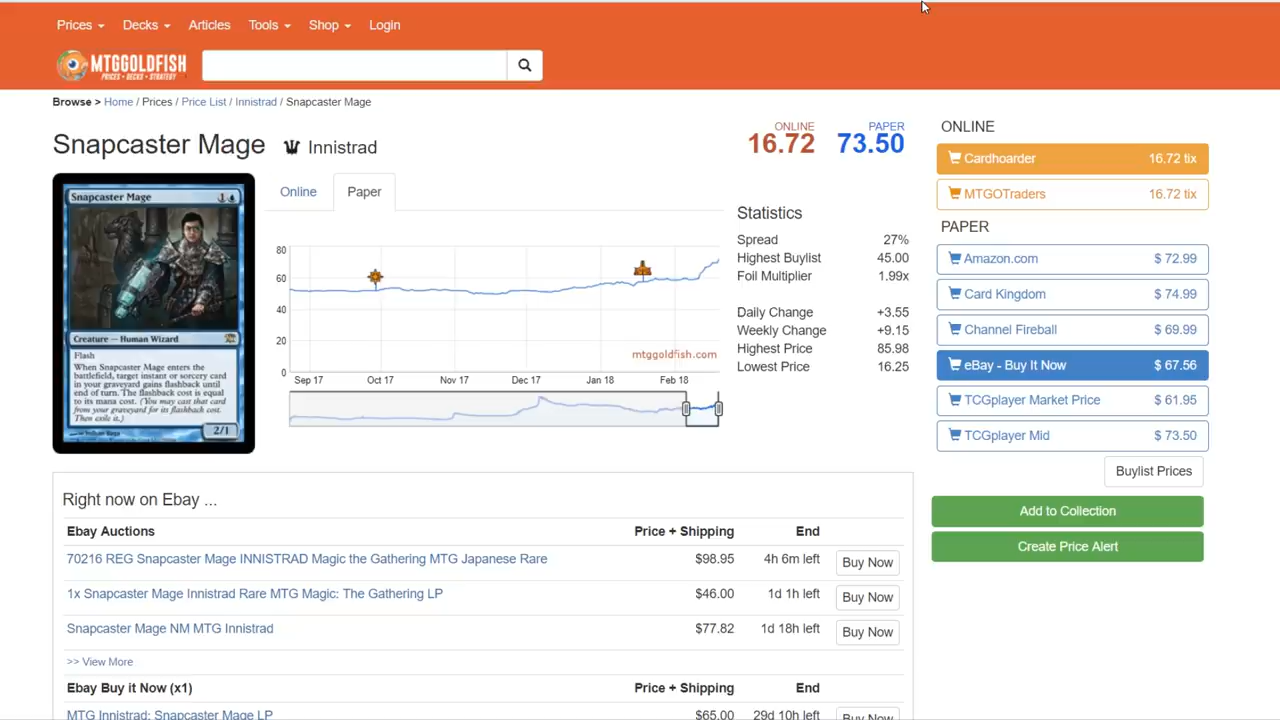 Prices Decks Articles Tools Shop Login
MTGGOLDFISH
PRICES • DECKS • STRATEGY
Browse > Home / Prices / Price List / Innistrad / Snapcaster Mage
Snapcaster Mage Innistrad
ONLINE
16.72
PAPER
73.50
Snapcaster Mage 1
Creature — Human Wizard
Flash
When Snapcaster Mage enters the
battlefield, target instant or sorcery card
in your graveyard gains flashback until
end of turn. The flashback cost is equal
to its mana cost. (You may cast that card
from your graveyard for its flashback cost.
Then exile it.)
2/1
Online Paper
80
60
40
20
0
Sep 17 Oct 17 Nov 17 Dec 17 Jan 18 Feb 18
mtggoldfish.com
Statistics
Spread 27%
Highest Buylist 45.00
Foil Multiplier 1.99x
Daily Change +3.55
Weekly Change +9.15
Highest Price 85.98
Lowest Price 16.25
ONLINE
Cardhoarder 16.72 tix
MTGOTraders 16.72 tix
PAPER
Amazon.com $ 72.99
Card Kingdom $ 74.99
Channel Fireball $ 69.99
eBay - Buy It Now $ 67.56
TCGplayer Market Price $ 61.95
TCGplayer Mid $ 73.50
Buylist Prices
Add to Collection
Create Price Alert
Right now on Ebay ...
Ebay Auctions Price + Shipping End
70216 REG Snapcaster Mage INNISTRAD Magic the Gathering MTG Japanese Rare $98.95 4h 6m left Buy Now
1x Snapcaster Mage Innistrad Rare MTG Magic: The Gathering LP $46.00 1d 1h left Buy Now
Snapcaster Mage NM MTG Innistrad $77.82 1d 18h left Buy Now
>> View More
Ebay Buy it Now (x1) Price + Shipping End
MTG Innistrad: Snapcaster Mage LP $65.00 29d 10h left Buy Now